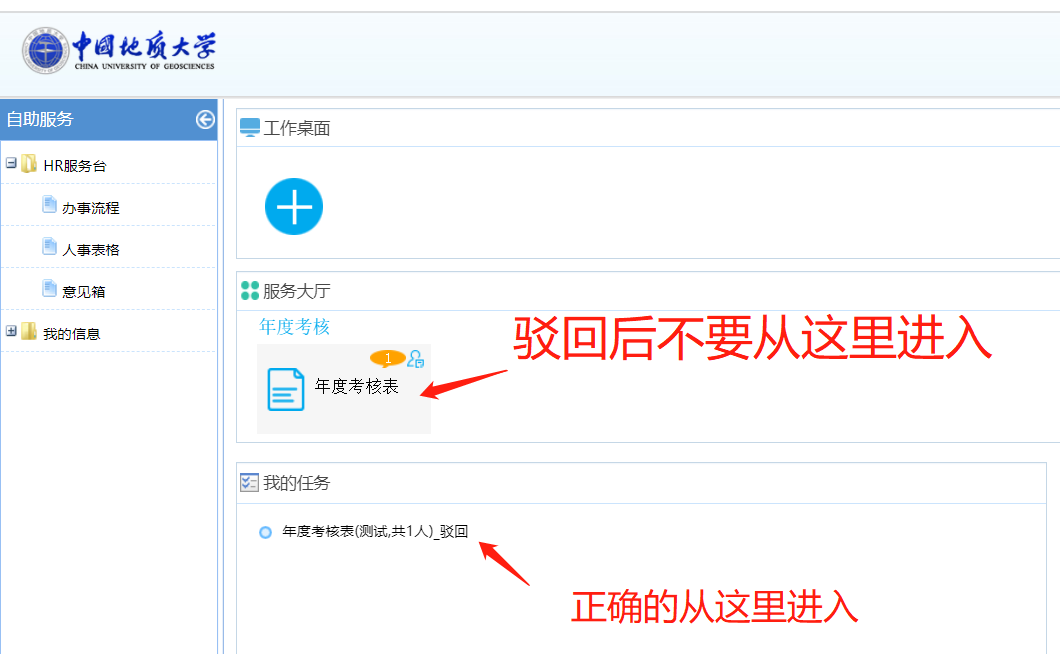 中国地质大学
CHINA UNIVERSITY OF GEOSCIENCES
自助服务
HR服务台
办事流程
人事表格
意见箱
我的信息
工作桌面
服务大厅
年度考核
1
年度考核表
驳回后不要从这里进入
我的任务
年度考核表(测试,共1人)_驳回
正确的从这里进入